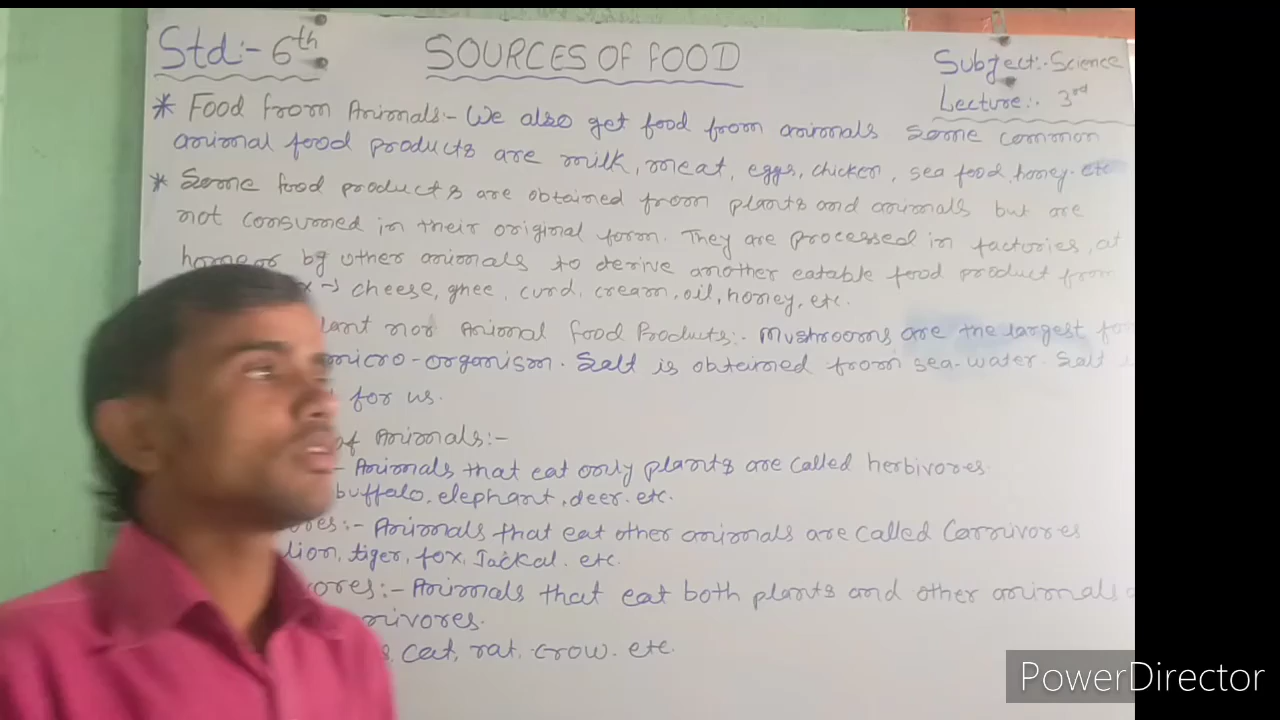 Std:- 6th
SOURCES OF FOOD
Subject:- Science
Lecture:- 3rd
* Food from Animals:- We also get food from animals some common
animal food products are milk, meat, eggs, chicken, sea food, honey. etc
* Some food products are obtained from plants and animals but are
not consumed in their original form. They are processed in factories, at
home or by other animals to derive another eatable food product from
cheese, ghee, curd, cream, oil, honey, etc.
nor Animal food Products:- Mushrooms are the largest
micro-organism. Salt is obtained from sea-water. Salt
for us.
of Animals:-
Animals that eat only plants are called herbivores.
buffalo, elephant, deer. etc.
:- Animals that eat other animals are called Carnivores
lion, tiger, fox, Jackal. etc.
:- Animals that eat both plants and other animals
cat, rat, crow. etc.
PowerDirector